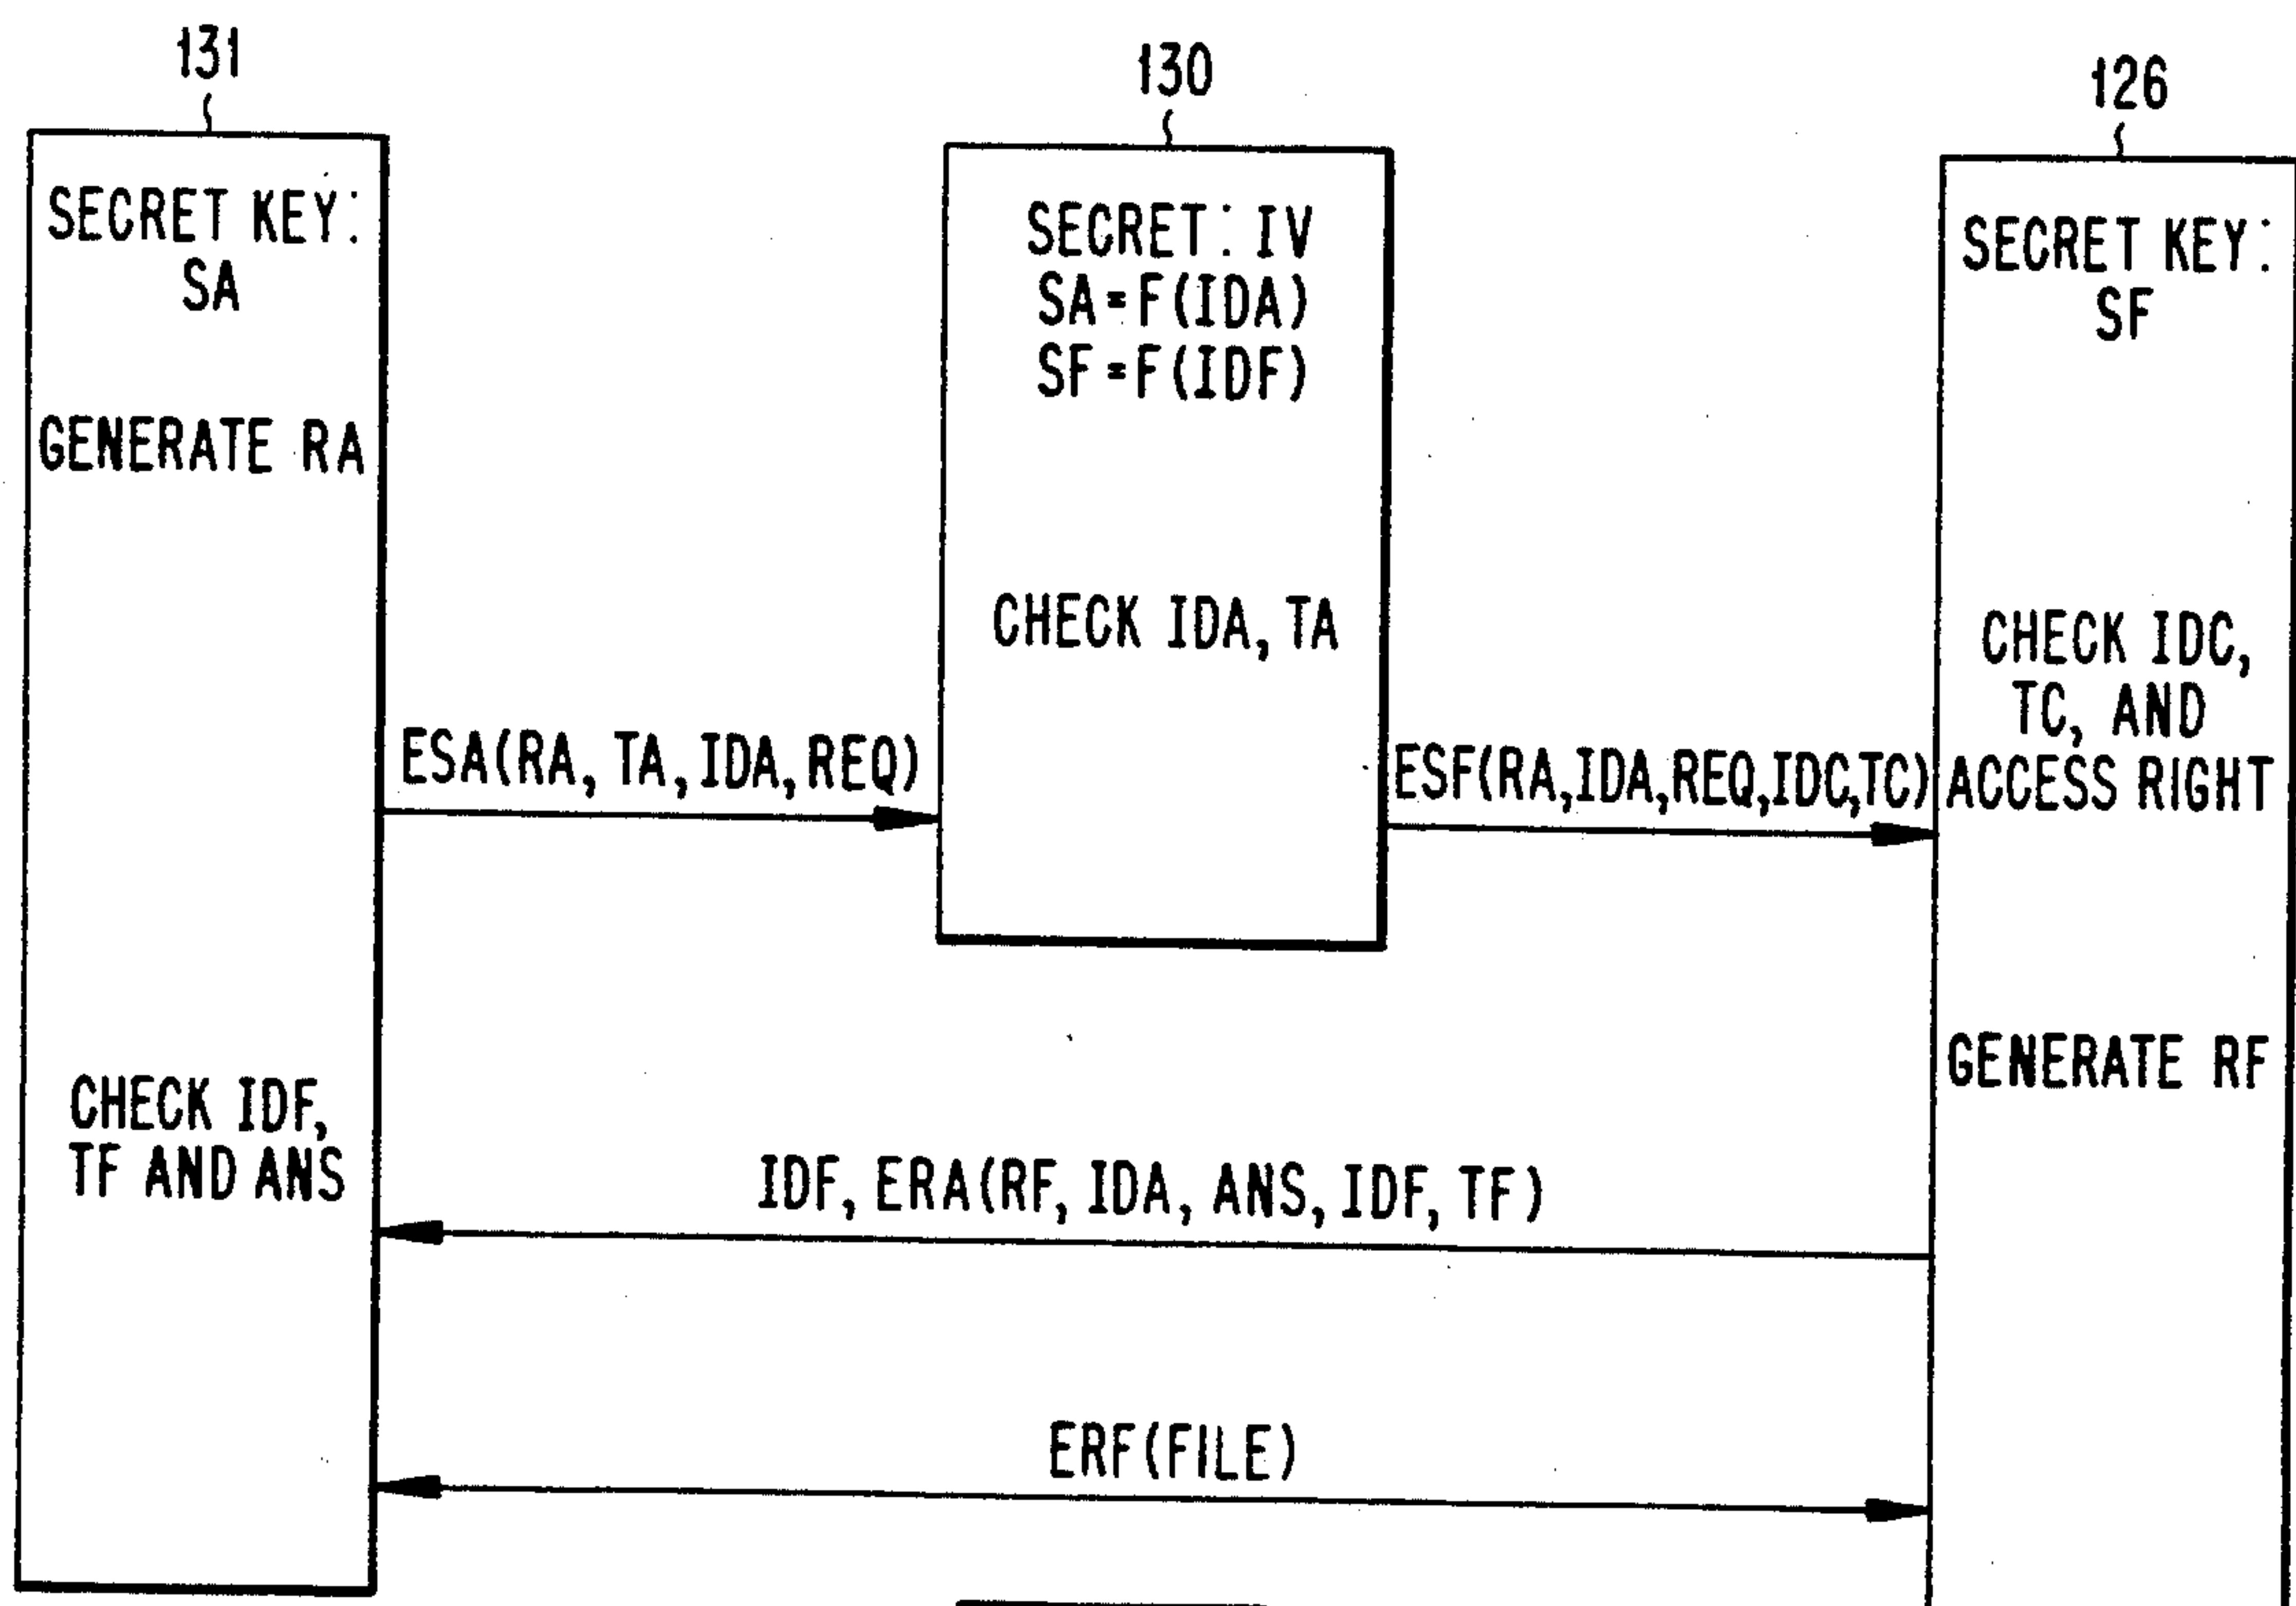 131
130
126
SECRET KEY:
SA
GENERATE RA
CHECK IDF,
TF AND ANS
SECRET: IV
SA=F(IDA)
SF=F(IDF)
CHECK IDA, TA
SECRET KEY:
SF
CHECK IDC,
TC, AND
ACCESS RIGHT
GENERATE RF
ESA(RA, TA, IDA, REQ)
ESF(RA,IDA,REQ,IDC,TC)
IDF, ERA(RF, IDA, ANS, IDF, TF)
ERF(FILE)